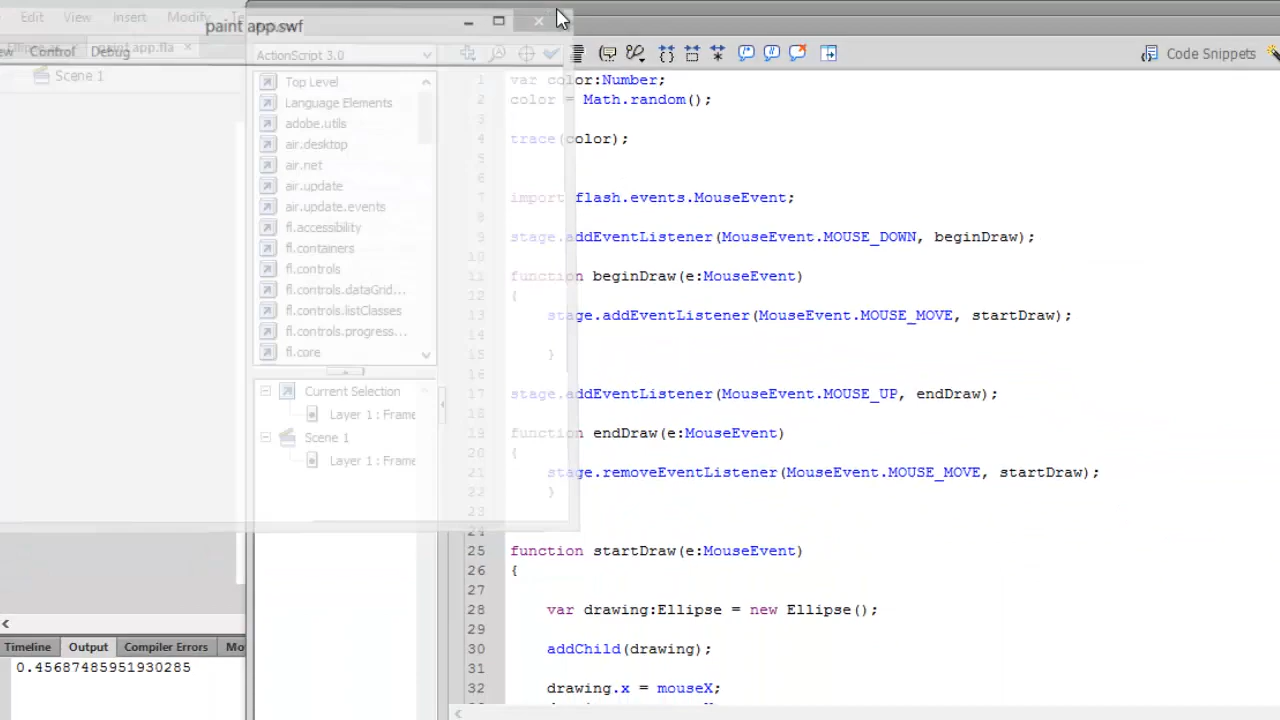 Edit View Insert Modify
paint app.swf
paint app.fla
Control Debug
ActionScript 3.0
Code Snippets
Scene 1
Top Level
Language Elements
adobe.utils
air.desktop
air.net
air.update
air.update.events
fl.accessibility
fl.containers
fl.controls
fl.controls.dataGrid...
fl.controls.listClasses
fl.controls.progress...
fl.core
Current Selection
Layer 1 : Frame
Scene 1
Layer 1 : Frame
1 var color:Number;
2 color = Math.random();
3
4 trace(color);
5
6
7 import flash.events.MouseEvent;
8
9 stage.addEventListener(MouseEvent.MOUSE_DOWN, beginDraw);
10
11 function beginDraw(e:MouseEvent)
12 {
13 stage.addEventListener(MouseEvent.MOUSE_MOVE, startDraw);
14
15 }
16
17 stage.addEventListener(MouseEvent.MOUSE_UP, endDraw);
18
19 function endDraw(e:MouseEvent)
20 {
21 stage.removeEventListener(MouseEvent.MOUSE_MOVE, startDraw);
22 }
23
24
25 function startDraw(e:MouseEvent)
26 {
27
28 var drawing:Ellipse = new Ellipse();
29
30 addChild(drawing);
31
32 drawing.x = mouseX;
Timeline Output Compiler Errors Mo
0.45687485951930285